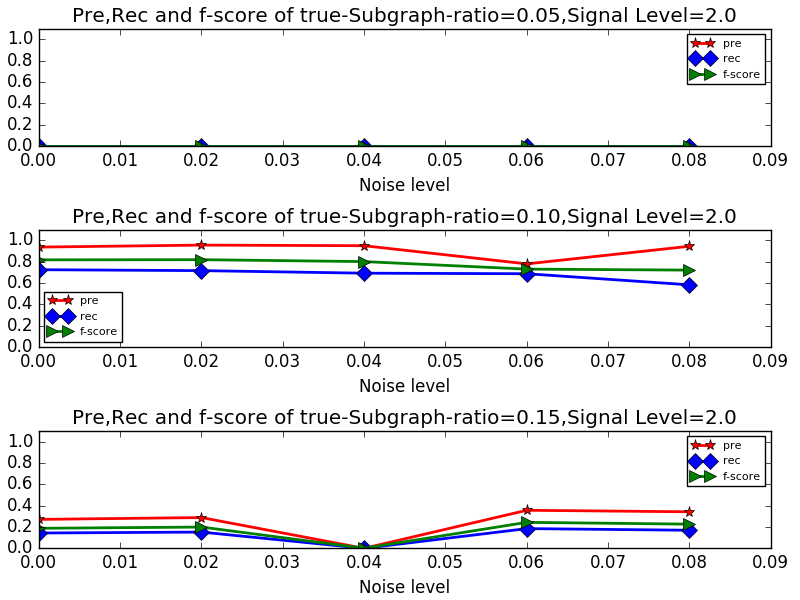 Pre,Rec and f-score of true-Subgraph-ratio=0.05,Signal Level=2.0
1.0
0.8
0.6
0.4
0.2
0.0
pre
rec
f-score
0.00 0.01 0.02 0.03 0.04 0.05 0.06 0.07 0.08 0.09
Noise level
Pre,Rec and f-score of true-Subgraph-ratio=0.10,Signal Level=2.0
1.0
0.8
0.6
0.4
0.2
0.0
pre
rec
f-score
0.00 0.01 0.02 0.03 0.04 0.05 0.06 0.07 0.08 0.09
Noise level
Pre,Rec and f-score of true-Subgraph-ratio=0.15,Signal Level=2.0
1.0
0.8
0.6
0.4
0.2
0.0
pre
rec
f-score
0.00 0.01 0.02 0.03 0.04 0.05 0.06 0.07 0.08 0.09
Noise level